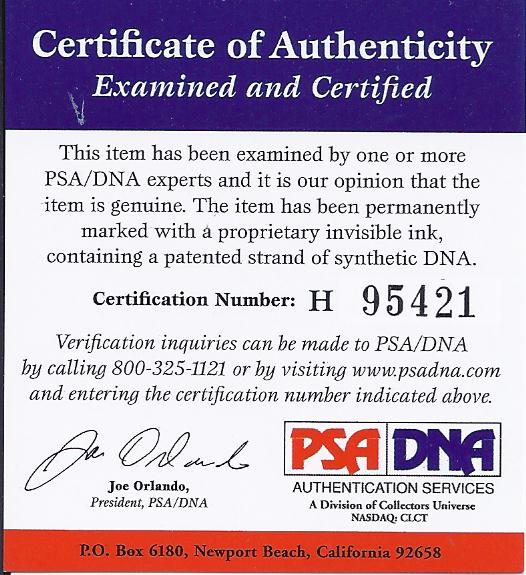 Certificate of Authenticity
Examined and Certified
This item has been examined by one or more
PSA/DNA experts and it is our opinion that the
item is genuine. The item has been permanently
marked with a proprietary invisible ink,
containing a patented strand of synthetic DNA.
Certification Number: H 95421
Verification inquiries can be made to PSA/DNA
by calling 800-325-1121 or by visiting www.psadna.com
and entering the certification number indicated above.
Joe Orlando
Joe Orlando,
President, PSA/DNA
PSA DNA
AUTHENTICATION SERVICES
A Division of Collectors Universe
NASDAQ: CLCT
P.O. Box 6180, Newport Beach, California 92658